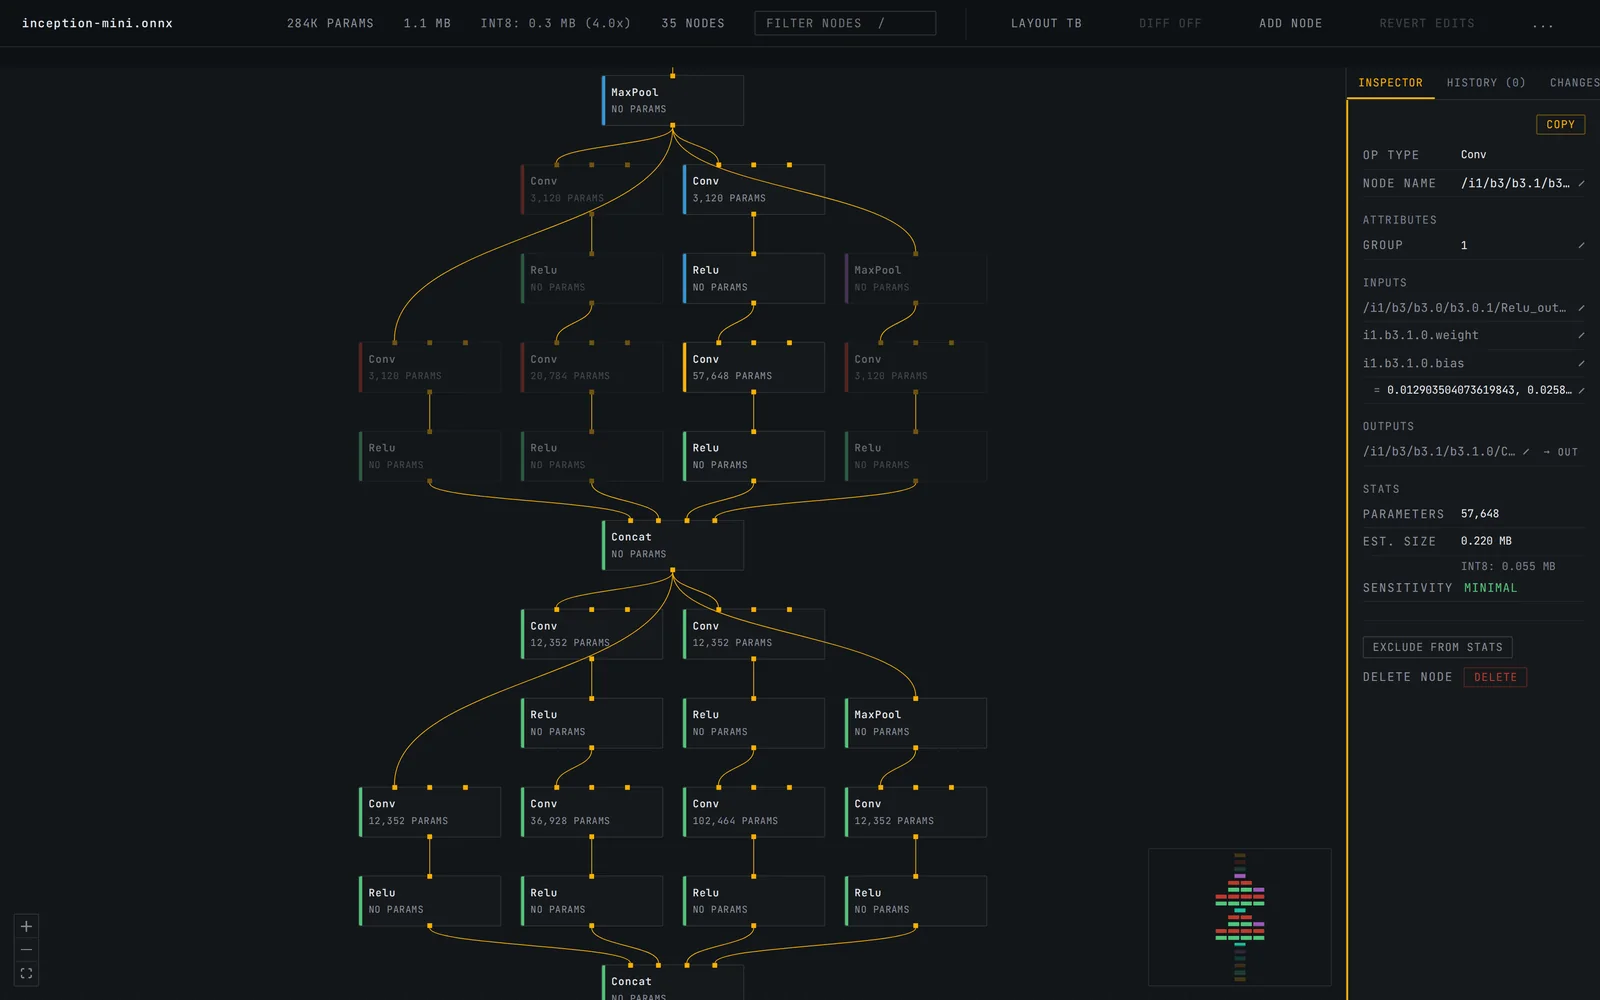 inception-mini.onnx
284K PARAMS 1.1 MB INT8: 0.3 MB (4.0x) 35 NODES FILTER NODES / LAYOUT TB DIFF OFF ADD NODE REVERT EDITS ...
MaxPool
NO PARAMS
Conv
3,120 PARAMS
Conv
3,120 PARAMS
Relu
NO PARAMS
Relu
NO PARAMS
MaxPool
NO PARAMS
Conv
3,120 PARAMS
Conv
20,784 PARAMS
Conv
57,648 PARAMS
Conv
3,120 PARAMS
Relu
NO PARAMS
Relu
NO PARAMS
Relu
NO PARAMS
Relu
NO PARAMS
Concat
NO PARAMS
Conv
12,352 PARAMS
Conv
12,352 PARAMS
Relu
NO PARAMS
Relu
NO PARAMS
MaxPool
NO PARAMS
Conv
12,352 PARAMS
Conv
36,928 PARAMS
Conv
102,464 PARAMS
Conv
12,352 PARAMS
Relu
NO PARAMS
Relu
NO PARAMS
Relu
NO PARAMS
Relu
NO PARAMS
Concat
NO PARAMS
INSPECTOR HISTORY (0) CHANGES
COPY
OP TYPE Conv
NODE NAME /i1/b3/b3.1/b3…
ATTRIBUTES
GROUP 1
INPUTS
/i1/b3/b3.0/b3.0.1/Relu_out…
i1.b3.1.0.weight
i1.b3.1.0.bias
= 0.012903504073619843, 0.0258…
OUTPUTS
/i1/b3/b3.1/b3.1.0/C… → OUT
STATS
PARAMETERS 57,648
EST. SIZE 0.220 MB
INT8: 0.055 MB
SENSITIVITY MINIMAL
EXCLUDE FROM STATS
DELETE NODE DELETE